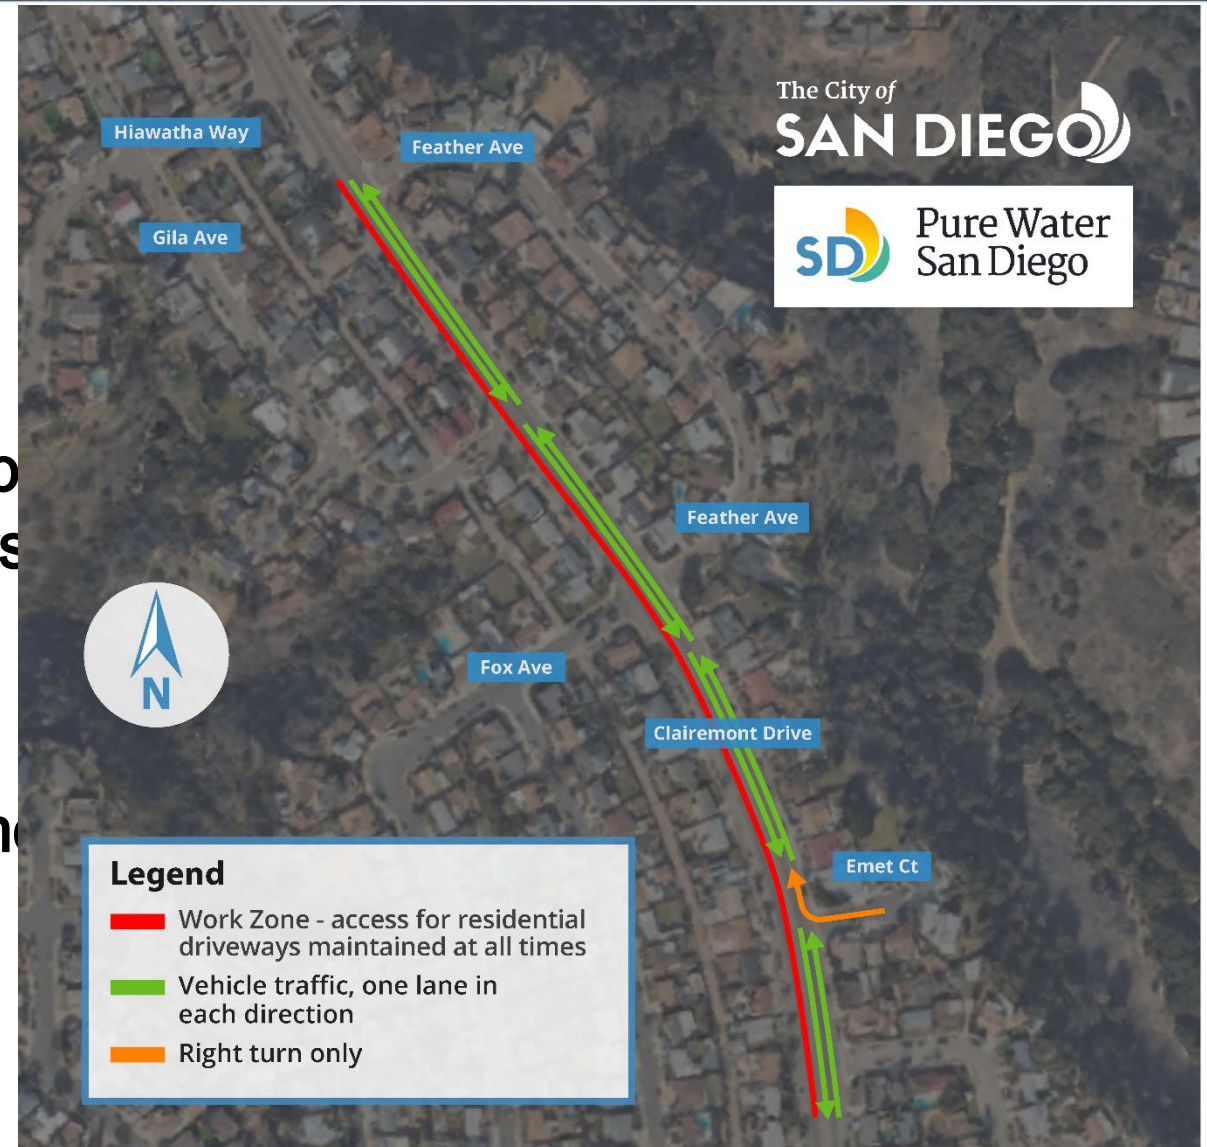 The City of
SAN DIEGO
SD
Pure Water
San Diego
Hiawatha Way
Feather Ave
Gila Ave
Feather Ave
N
Fox Ave
Clairemont Drive
Emet Ct
Legend
Work Zone - access for residential
driveways maintained at all times
Vehicle traffic, one lane in
each direction
Right turn only